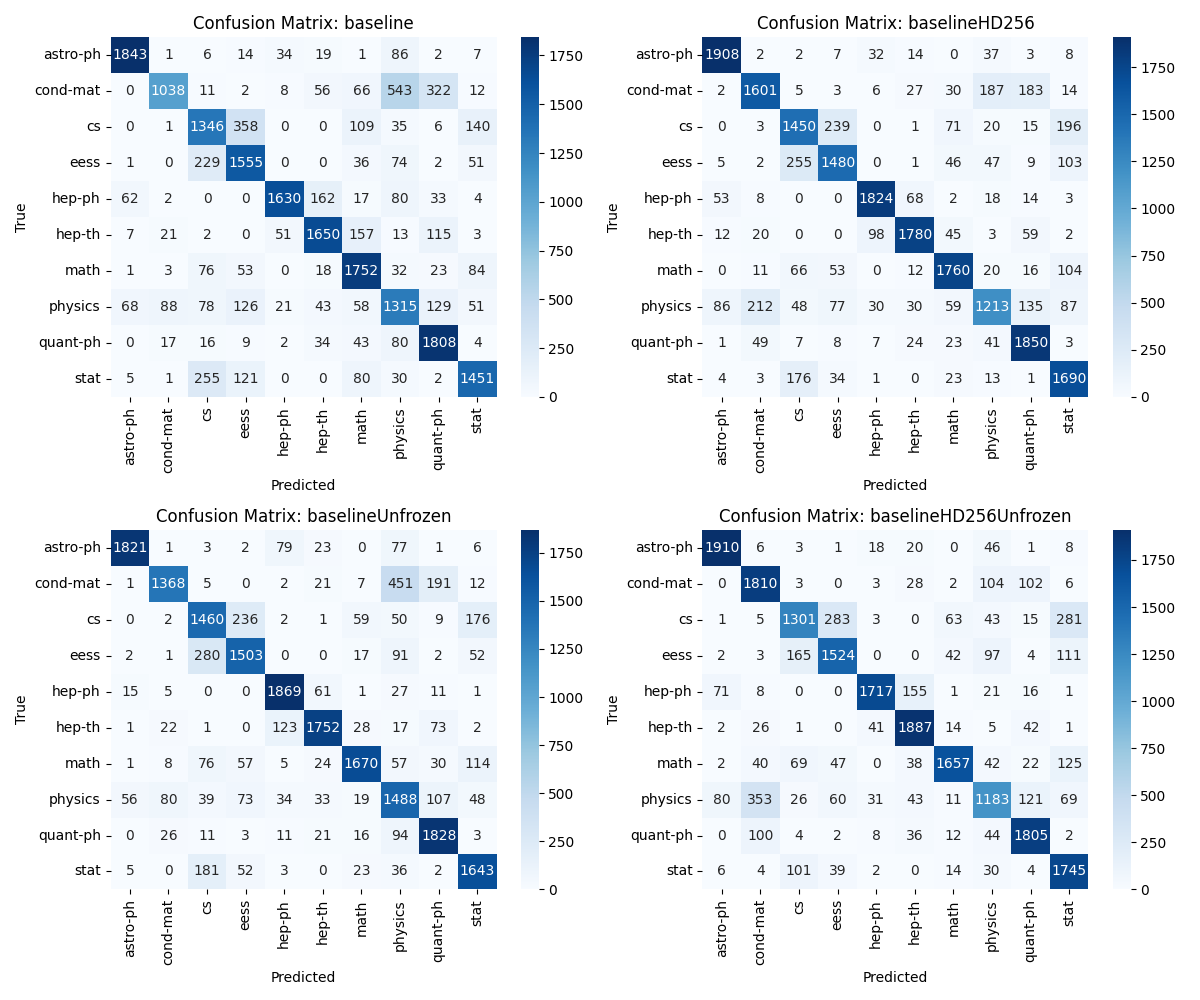 Confusion Matrix: baseline
True
astro-ph 1843 1 6 14 34 19 1 86 2 7
cond-mat 0 1038 11 2 8 56 66 543 322 12
cs 0 1 1346 358 0 0 109 35 6 140
eess 1 0 229 1555 0 0 36 74 2 51
hep-ph 62 2 0 0 1630 162 17 80 33 4
hep-th 7 21 2 0 51 1650 157 13 115 3
math 1 3 76 53 0 18 1752 32 23 84
physics 68 88 78 126 21 43 58 1315 129 51
quant-ph 0 17 16 9 2 34 43 80 1808 4
stat 5 1 255 121 0 0 80 30 2 1451
astro-ph cond-mat cs eess hep-ph hep-th math physics quant-ph stat
Predicted
1750
1500
1250
1000
750
500
250
0
Confusion Matrix: baselineHD256
True
astro-ph 1908 2 2 7 32 14 0 37 3 8
cond-mat 2 1601 5 3 6 27 30 187 183 14
cs 0 3 1450 239 0 1 71 20 15 196
eess 5 2 255 1480 0 1 46 47 9 103
hep-ph 53 8 0 0 1824 68 2 18 14 3
hep-th 12 20 0 0 98 1780 45 3 59 2
math 0 11 66 53 0 12 1760 20 16 104
physics 86 212 48 77 30 30 59 1213 135 87
quant-ph 1 49 7 8 7 24 23 41 1850 3
stat 4 3 176 34 1 0 23 13 1 1690
astro-ph cond-mat cs eess hep-ph hep-th math physics quant-ph stat
Predicted
1750
1500
1250
1000
750
500
250
0
Confusion Matrix: baselineUnfrozen
True
astro-ph 1821 1 3 2 79 23 0 77 1 6
cond-mat 1 1368 5 0 2 21 7 451 191 12
cs 0 2 1460 236 2 1 59 50 9 176
eess 2 1 280 1503 0 0 17 91 2 52
hep-ph 15 5 0 0 1869 61 1 27 11 1
hep-th 1 22 1 0 123 1752 28 17 73 2
math 1 8 76 57 5 24 1670 57 30 114
physics 56 80 39 73 34 33 19 1488 107 48
quant-ph 0 26 11 3 11 21 16 94 1828 3
stat 5 0 181 52 3 0 23 36 2 1643
astro-ph cond-mat cs eess hep-ph hep-th math physics quant-ph stat
Predicted
1750
1500
1250
1000
750
500
250
0
Confusion Matrix: baselineHD256Unfrozen
True
astro-ph 1910 6 3 1 18 20 0 46 1 8
cond-mat 0 1810 3 0 3 28 2 104 102 6
cs 1 5 1301 283 3 0 63 43 15 281
eess 2 3 165 1524 0 0 42 97 4 111
hep-ph 71 8 0 0 1717 155 1 21 16 1
hep-th 2 26 1 0 41 1887 14 5 42 1
math 2 40 69 47 0 38 1657 42 22 125
physics 80 353 26 60 31 43 11 1183 121 69
quant-ph 0 100 4 2 8 36 12 44 1805 2
stat 6 4 101 39 2 0 14 30 4 1745
astro-ph cond-mat cs eess hep-ph hep-th math physics quant-ph stat
Predicted
1750
1500
1250
1000
750
500
250
0